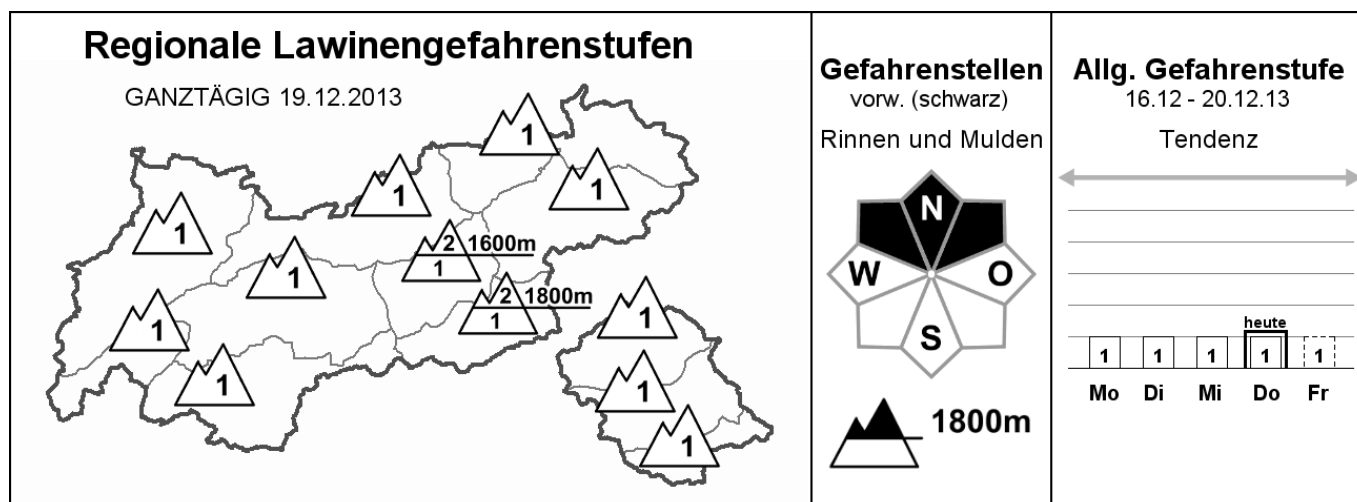 Regionale Lawinengefahrenstufen
GANZTÄGIG 19.12.2013
1
1
1
1
1
2 1600m
1
1
2 1800m
1
1
1
1
1
1
Gefahrenstellen
vorw. (schwarz)
Rinnen und Mulden
N
W
O
S
1800m
Allg. Gefahrenstufe
16.12 - 20.12.13
Tendenz
heute
1 1 1 1 1
Mo Di Mi Do Fr